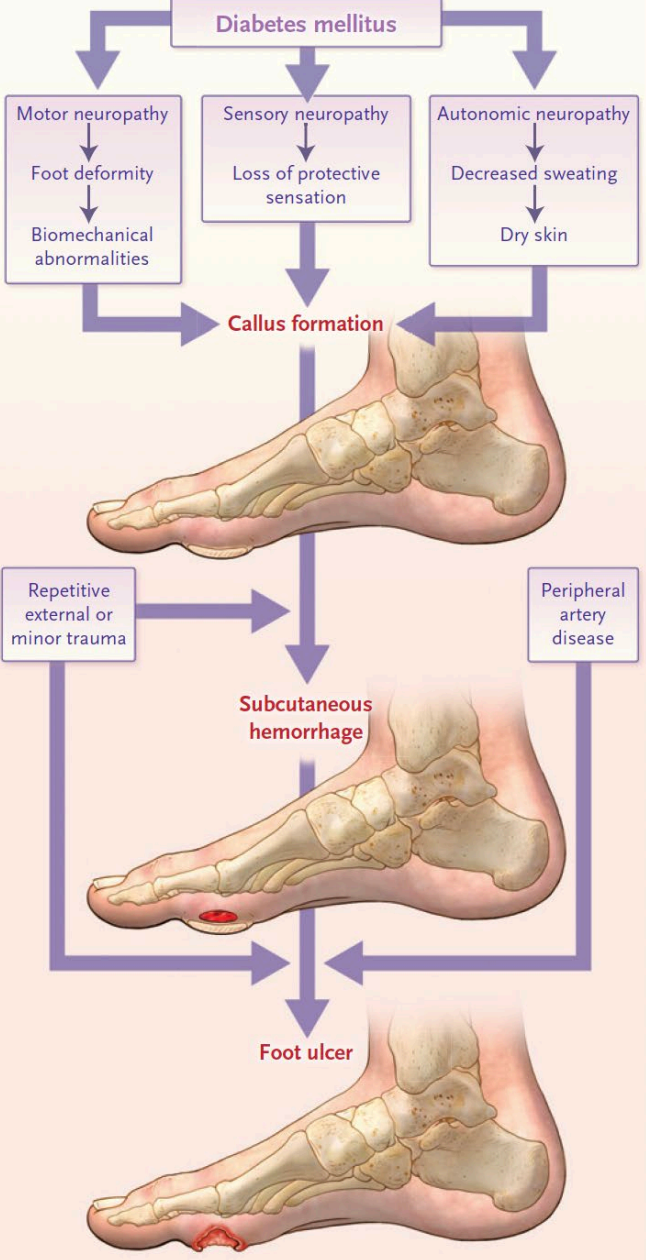 Diabetes mellitus
Motor neuropathy
Foot deformity
Biomechanical
abnormalities
Sensory neuropathy
Loss of protective
sensation
Autonomic neuropathy
Decreased sweating
Dry skin
Callus formation
Repetitive
external or
minor trauma
Peripheral
artery
disease
Subcutaneous
hemorrhage
Foot ulcer